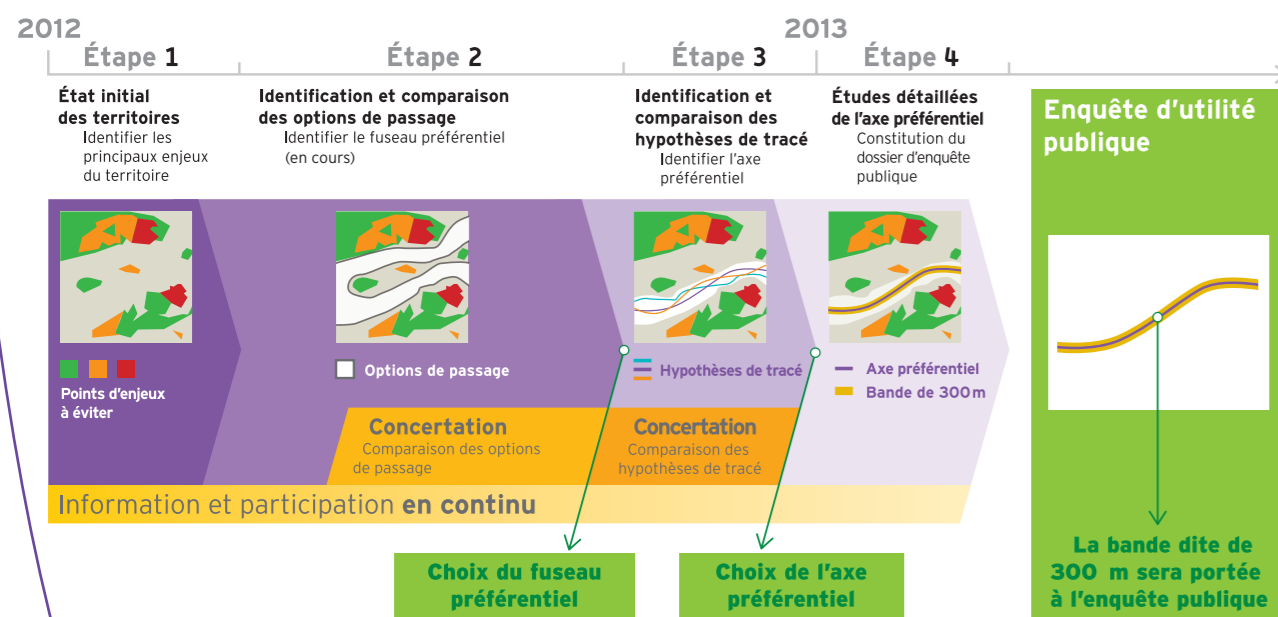 2012
2013
Étape 1
Étape 2
Étape 3
Étape 4
État initial
des territoires
Identifier les
principaux enjeux
du territoire
Identification et comparaison
des options de passage
Identifier le fuseau préférentiel
(en cours)
Identification et
comparaison des
hypothèses de tracé
Identifier l'axe
préférentiel
Études détaillées
de l'axe préférentiel
Constitution du
dossier d'enquête
publique
Enquête d'utilité
publique
Points d'enjeux
à éviter
Options de passage
Hypothèses de tracé
Axe préférentiel
Bande de 300 m
Concertation
Comparaison des options
de passage
Concertation
Comparaison des
hypothèses de tracé
Information et participation en continu
Choix du fuseau
préférentiel
Choix de l'axe
préférentiel
La bande dite de
300 m sera portée
à l'enquête publique